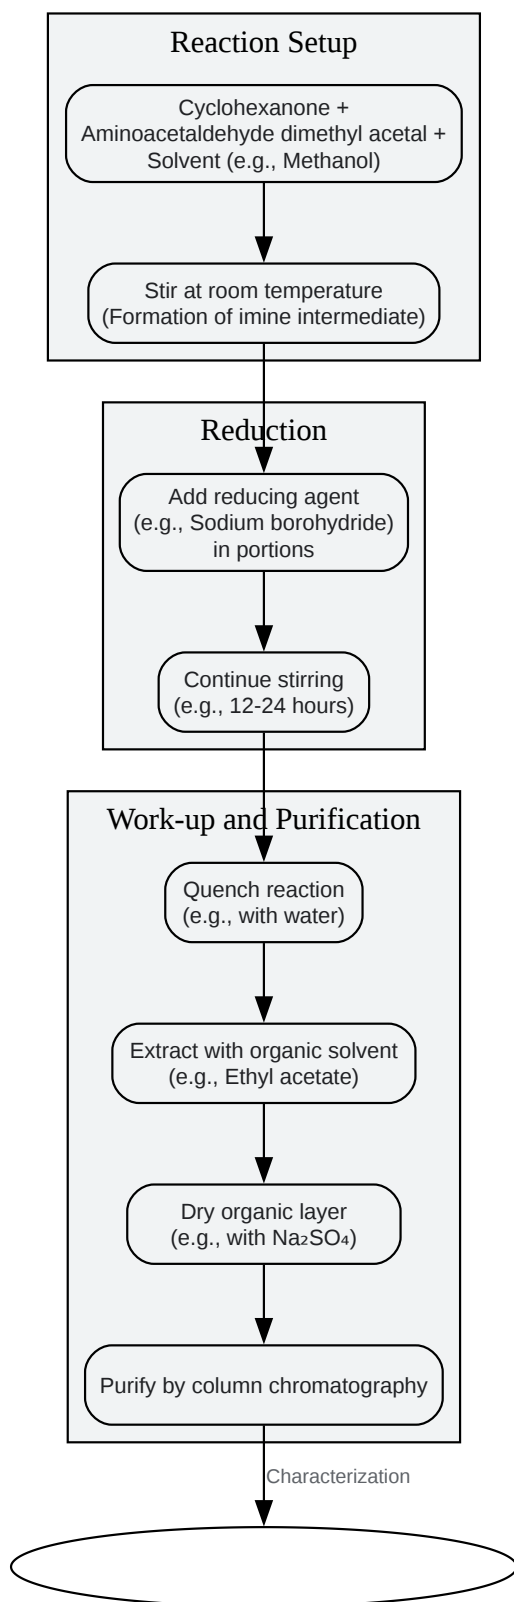 Reaction Setup
Cyclohexanone +
Aminoacetaldehyde dimethyl acetal +
Solvent (e.g., Methanol)
Stir at room temperature
(Formation of imine intermediate)
Reduction
Add reducing agent
(e.g., Sodium borohydride)
in portions
Continue stirring
(e.g., 12-24 hours)
Work-up and Purification
Quench reaction
(e.g., with water)
Extract with organic solvent
(e.g., Ethyl acetate)
Dry organic layer
(e.g., with Na₂SO₄)
Purify by column chromatography
Characterization